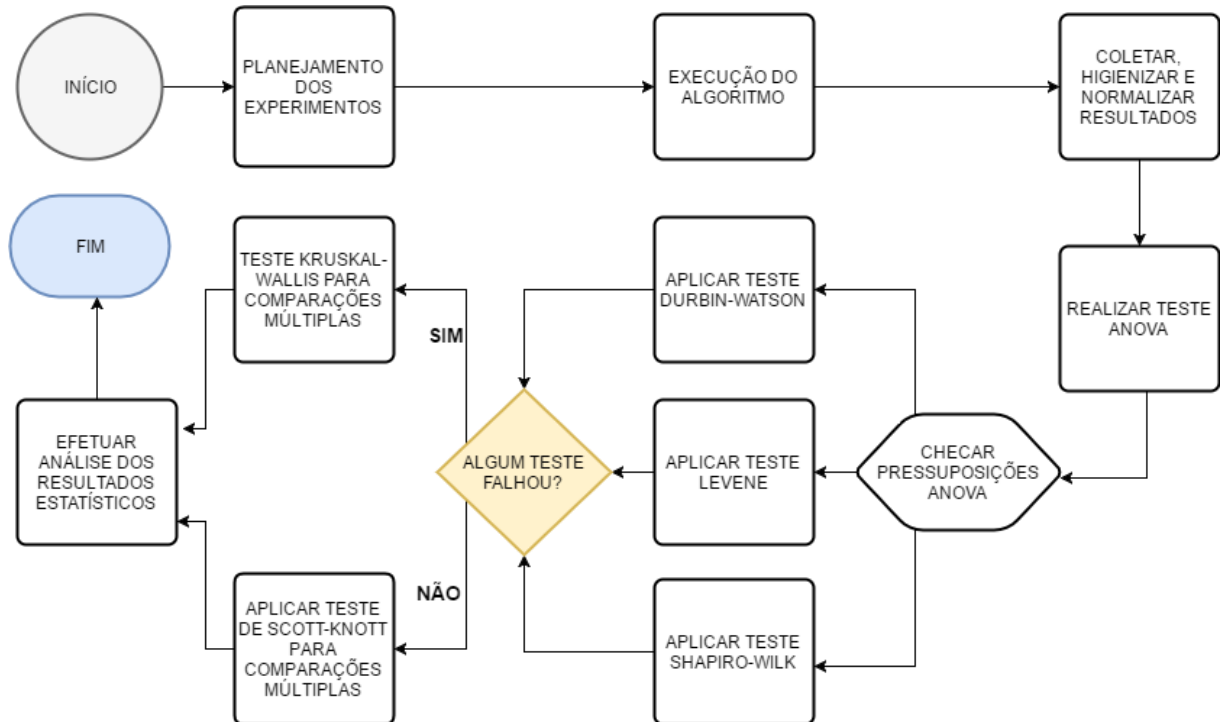 INÍCIO
PLANEJAMENTO
DOS
EXPERIMENTOS
EXECUÇÃO DO
ALGORITMO
COLETAR,
HIGIENIZAR E
NORMALIZAR
RESULTADOS
REALIZAR TESTE
ANOVA
CHECAR
PRESSUPOSIÇÕES
ANOVA
APLICAR TESTE
DURBIN-WATSON
APLICAR TESTE
LEVENE
APLICAR TESTE
SHAPIRO-WILK
ALGUM TESTE
FALHOU?
SIM
NÃO
TESTE KRUSKAL-
WALLIS PARA
COMPARAÇÕES
MÚLTIPLAS
APLICAR TESTE
DE SCOTT-KNOTT
PARA
COMPARAÇÕES
MÚLTIPLAS
EFETUAR
ANÁLISE DOS
RESULTADOS
ESTATÍSTICOS
FIM